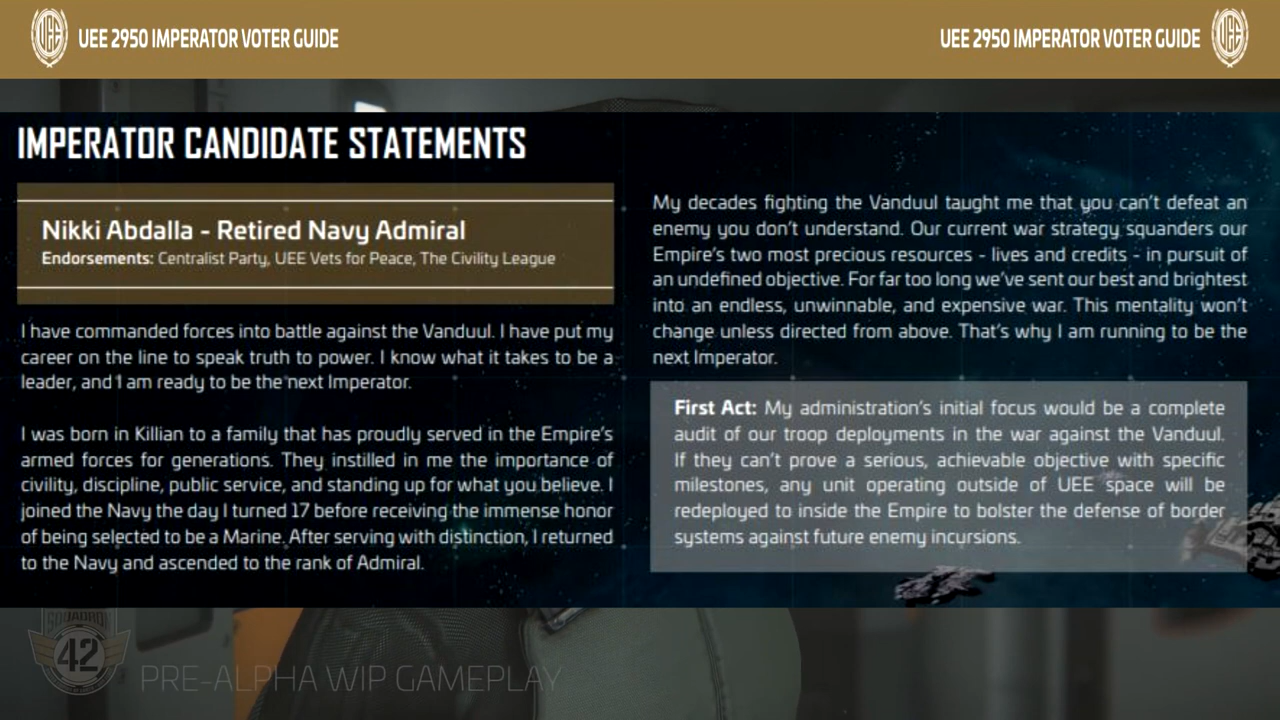 UEE 2950 IMPERATOR VOTER GUIDE
UEE 2950 IMPERATOR VOTER GUIDE
IMPERATOR CANDIDATE STATEMENTS
Nikki Abdalla - Retired Navy Admiral
Endorsements: Centralist Party, UEE Vets for Peace, The Civility League
I have commanded forces into battle against the Vanduul. I have put my
career on the line to speak truth to power. I know what it takes to be a
leader, and I am ready to be the next Imperator.
I was born in Killian to a family that has proudly served in the Empire's
armed forces for generations. They instilled in me the importance of
civility, discipline, public service, and standing up for what you believe. I
joined the Navy the day I turned 17 before receiving the immense honor
of being selected to be a Marine. After serving with distinction, I returned
to the Navy and ascended to the rank of Admiral.
My decades fighting the Vanduul taught me that you can't defeat an
enemy you don't understand. Our current war strategy squanders our
Empire's two most precious resources - lives and credits - in pursuit of
an undefined objective. For far too long we've sent our best and brightest
into an endless, unwinnable, and expensive war. This mentality won't
change unless directed from above. That's why I am running to be the
next Imperator.
First Act: My administration's initial focus would be a complete
audit of our troop deployments in the war against the Vanduul.
If they can't prove a serious, achievable objective with specific
milestones, any unit operating outside of UEE space will be
redeployed to inside the Empire to bolster the defense of border
systems against future enemy incursions.
SQUADRON
42
PRE-ALPHA WIP GAMEPLAY